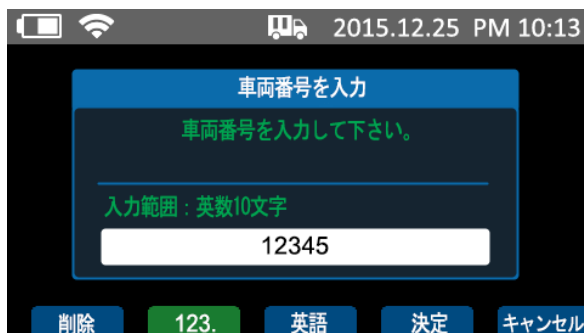 2015.12.25 PM 10:13
車両番号を入力
車両番号を入力して下さい。
入力範囲：英数10文字
12345
削除 123. 英語 決定 キャンセル